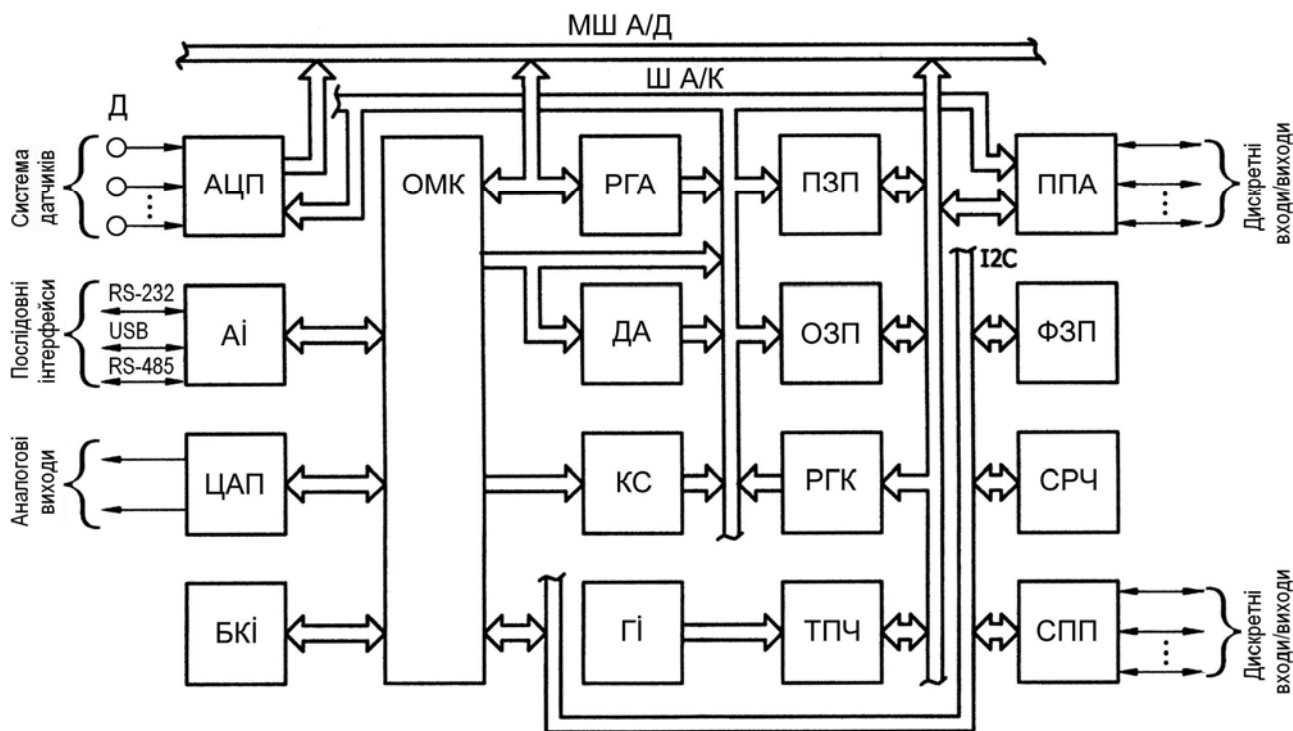 МШ А/Д
Ш А/К
Д
Система
датчиків
АЦП
ОМК
РГА
ПЗП
ППА
Дискретні
входи/виходи
I2C
Послідовні
інтерфейси
RS-232
USB
RS-485
АІ
ДА
ОЗП
ФЗП
Аналогові
виходи
ЦАП
КС
РГК
СРЧ
БКІ
ГІ
ТПЧ
СПП
Дискретні
входи/виходи